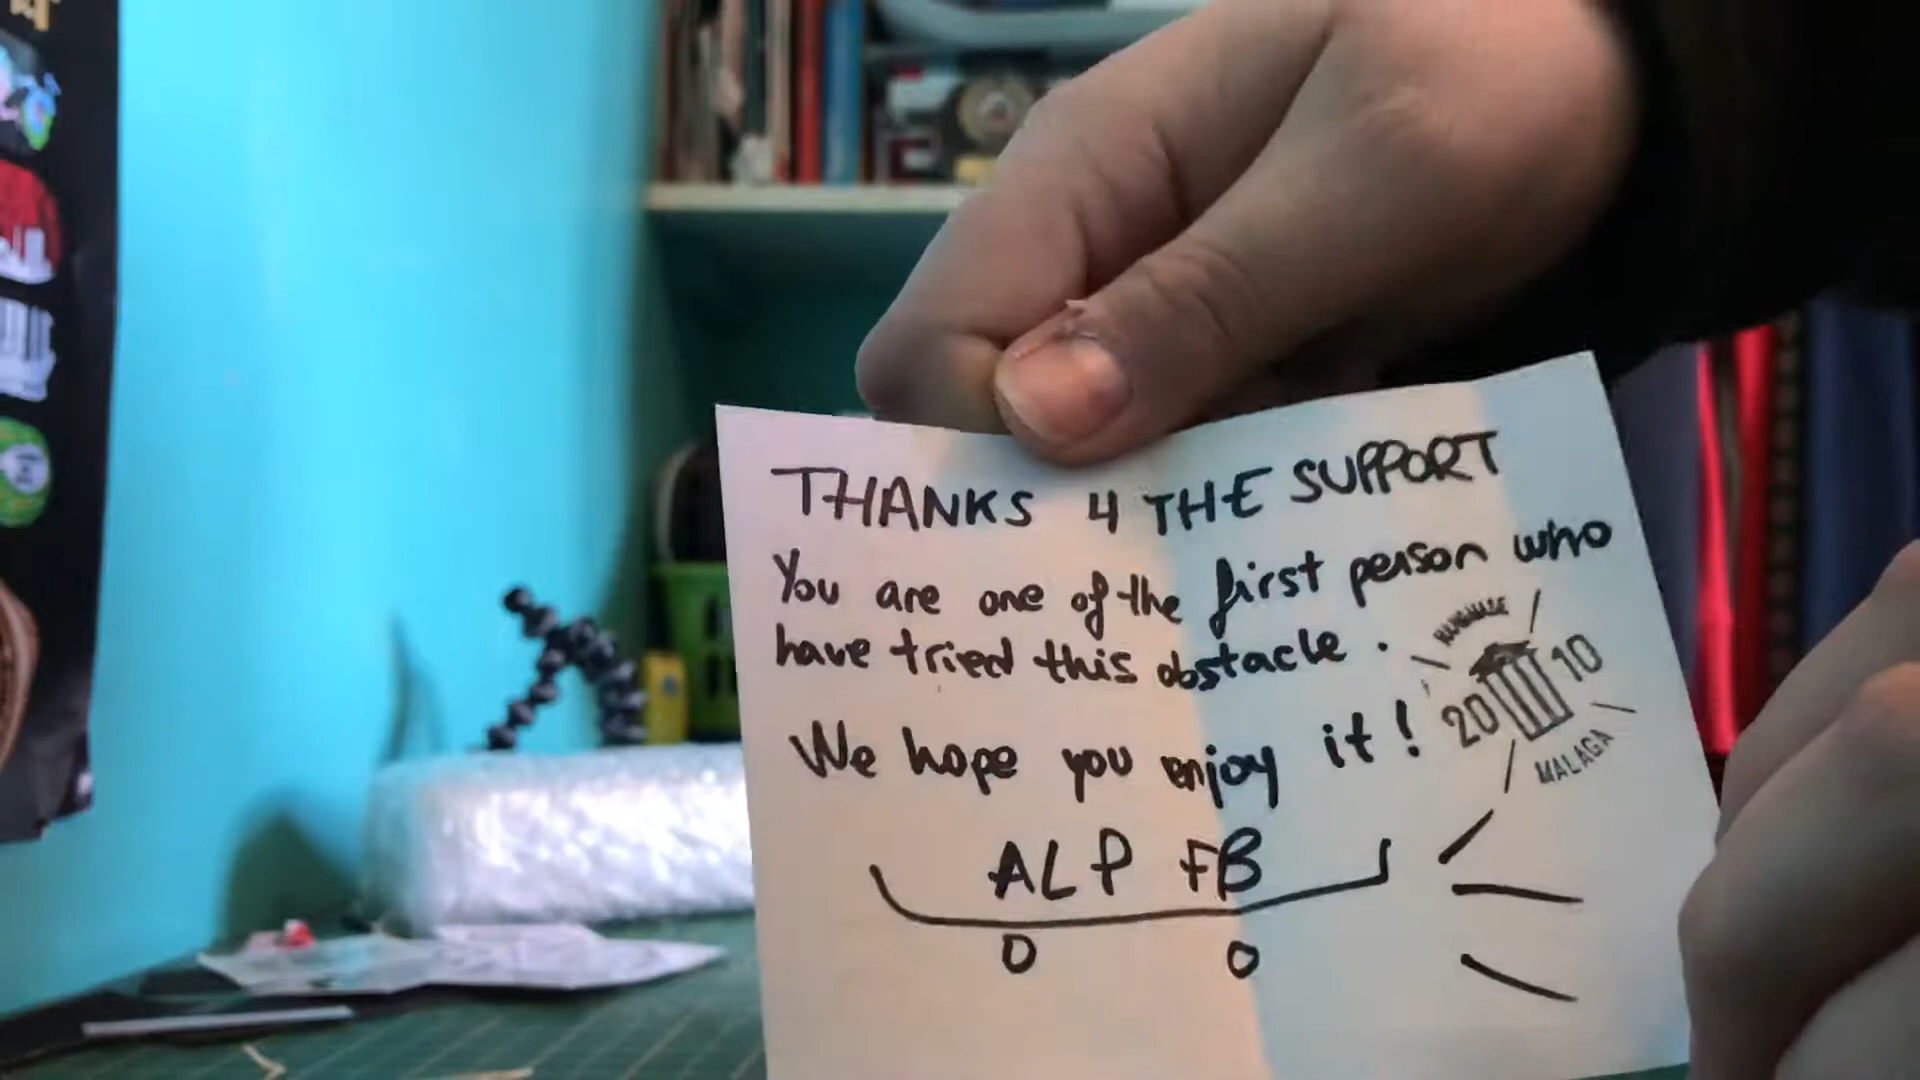 THANKS 4 THE SUPPORT
You are one of the first person who
have tried this obstacle.
We hope you enjoy it!
HANDMADE
20 10
MALAGA
ALP FB